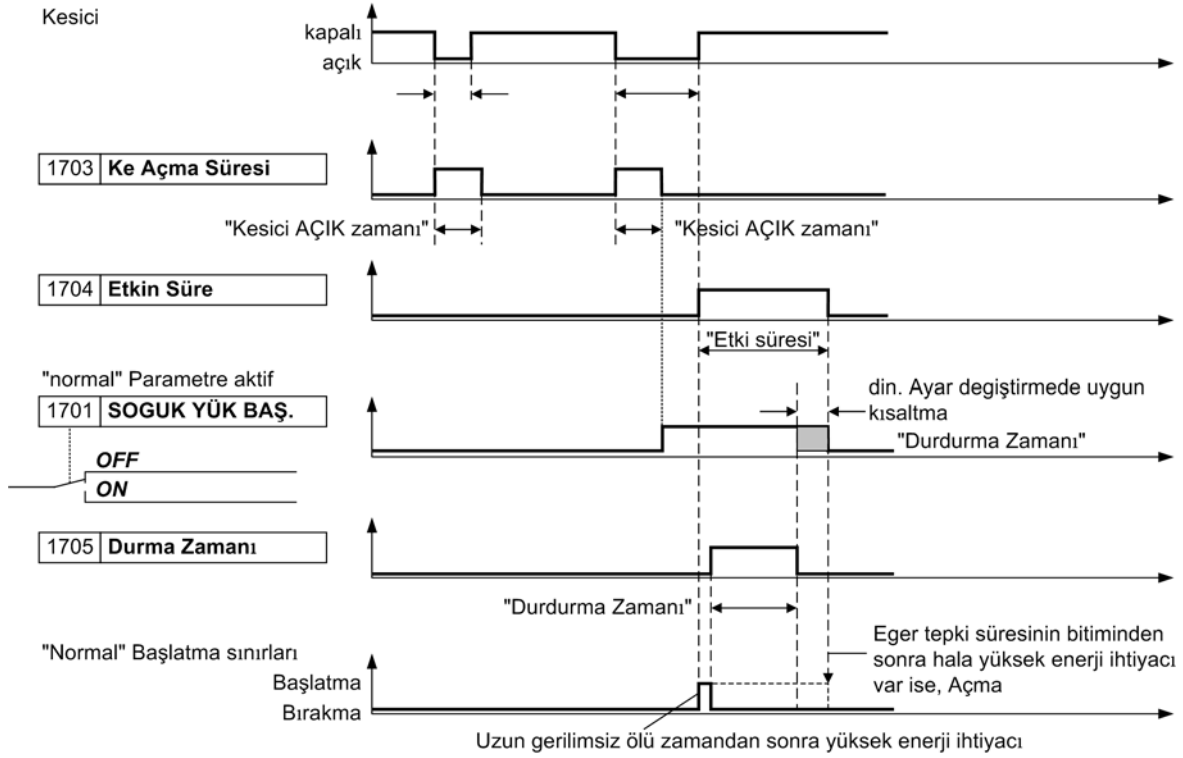 Kesici
kapalı
açık
1703 Ke Açma Süresi
"Kesici AÇIK zamanı"
"Kesici AÇIK zamanı"
1704 Etkin Süre
"Etki süresi"
"normal" Parametre aktif
1701 SOGUK YÜK BAŞ.
OFF
ON
din. Ayar degiştirmede uygun
kısaltma
"Durdurma Zamanı"
1705 Durma Zamanı
"Durdurma Zamanı"
"Normal" Başlatma sınırları
Başlatma
Bırakma
Eger tepki süresinin bitiminden
sonra hala yüksek enerji ihtiyacı
var ise, Açma
Uzun gerilimsiz ölü zamandan sonra yüksek enerji ihtiyacı